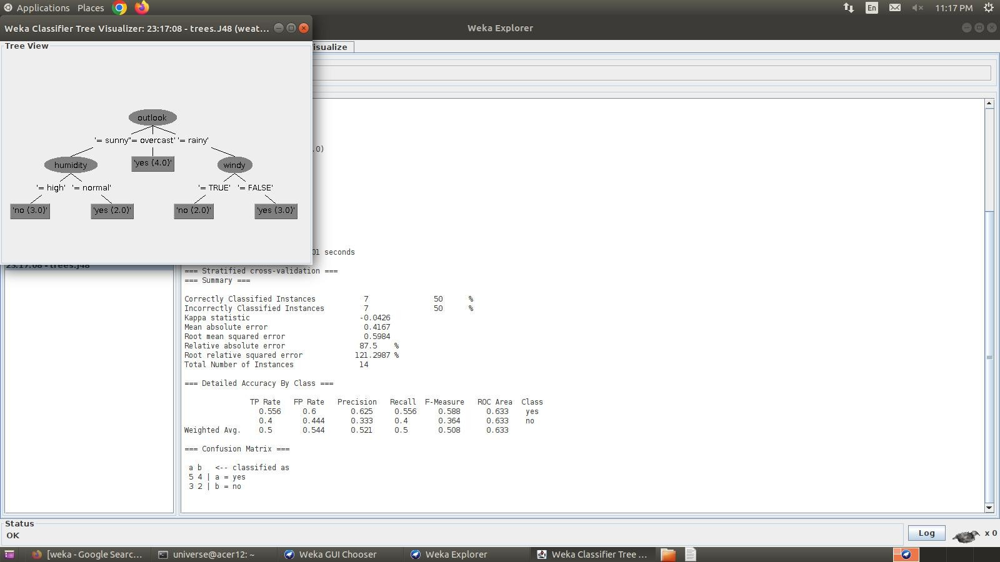 Applications Places En 11:17 PM
Weka Classifier Tree Visualizer: 23:17:08 - trees.J48 (weat...
Weka Explorer
Tree View
isualize
outlook
'= sunny' '= overcast' '= rainy'
humidity 'yes (4.0)' windy
'= high' '= normal' '= TRUE' '= FALSE'
'no (3.0)' 'yes (2.0)' 'no (2.0)' 'yes (3.0)'
.0)
01 seconds
23:17:08 - trees.J48
=== Stratified cross-validation ===
=== Summary ===
Correctly Classified Instances 7 50 %
Incorrectly Classified Instances 7 50 %
Kappa statistic -0.0426
Mean absolute error 0.4167
Root mean squared error 0.5984
Relative absolute error 87.5 %
Root relative squared error 121.2987 %
Total Number of Instances 14
=== Detailed Accuracy By Class ===
TP Rate FP Rate Precision Recall F-Measure ROC Area Class
0.556 0.6 0.625 0.556 0.588 0.633 yes
0.4 0.444 0.333 0.4 0.364 0.633 no
Weighted Avg. 0.5 0.544 0.521 0.5 0.508 0.633
=== Confusion Matrix ===
a b <-- classified as
5 4 | a = yes
3 2 | b = no
Status
OK
Log x 0
[weka - Google Searc... universe@acer12: ~ Weka GUI Chooser Weka Explorer Weka Classifier Tree ...